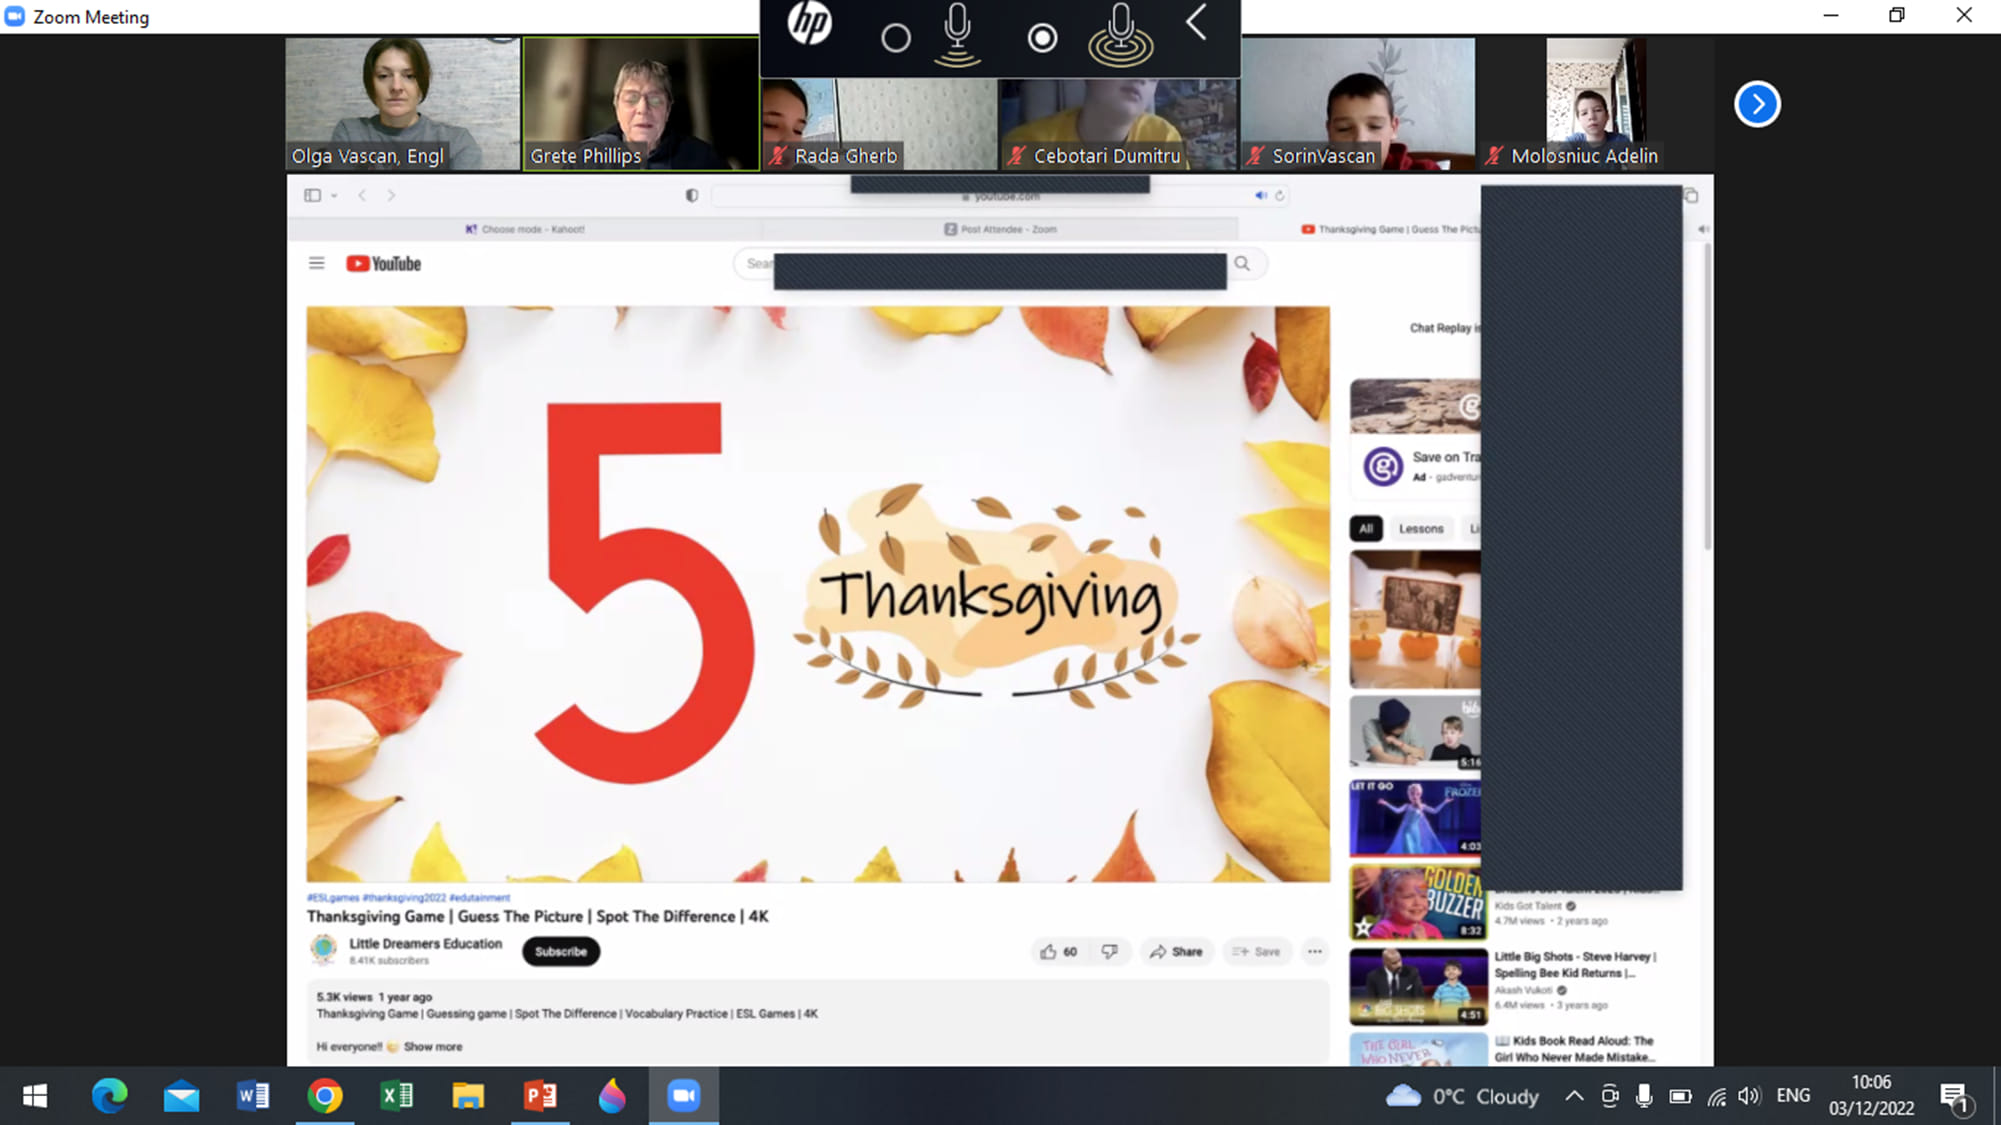 Zoom Meeting
hp
Olga Vascan, Engl
Grete Phillips
Rada Gherb
Cebotari Dumitru
SorinVascan
Molosniuc Adelin
youtube.com
Choose mode - Kahoot!
Post Attendee - Zoom
Thanksgiving Game | Guess The Pictu
YouTube
Sear
5
Thanksgiving
Chat Replay is
Save on Tra
Ad - gadventur
All
Lessons
Li
5:16
LET IT GO
FROZEN
4:03
GOLDEN
BUZZER
8:32
Kids Got Talent
4.7M views • 2 years ago
#ESLgames #thanksgiving2022 #edutainment
Thanksgiving Game | Guess The Picture | Spot The Difference | 4K
Little Dreamers Education
8.41K subscribers
Subscribe
60
Share
Save
5.3K views 1 year ago
Thanksgiving Game | Guessing game | Spot The Difference | Vocabulary Practice | ESL Games | 4K
Hi everyone!! Show more
BIG SHOTS
4:51
Little Big Shots - Steve Harvey |
Spelling Bee Kid Returns |...
Akash Vukoti
6.4M views • 3 years ago
THE GIRL
WHO NEVER
Kids Book Read Aloud: The
Girl Who Never Made Mistake...
0°C Cloudy
ENG
10:06
03/12/2022
1